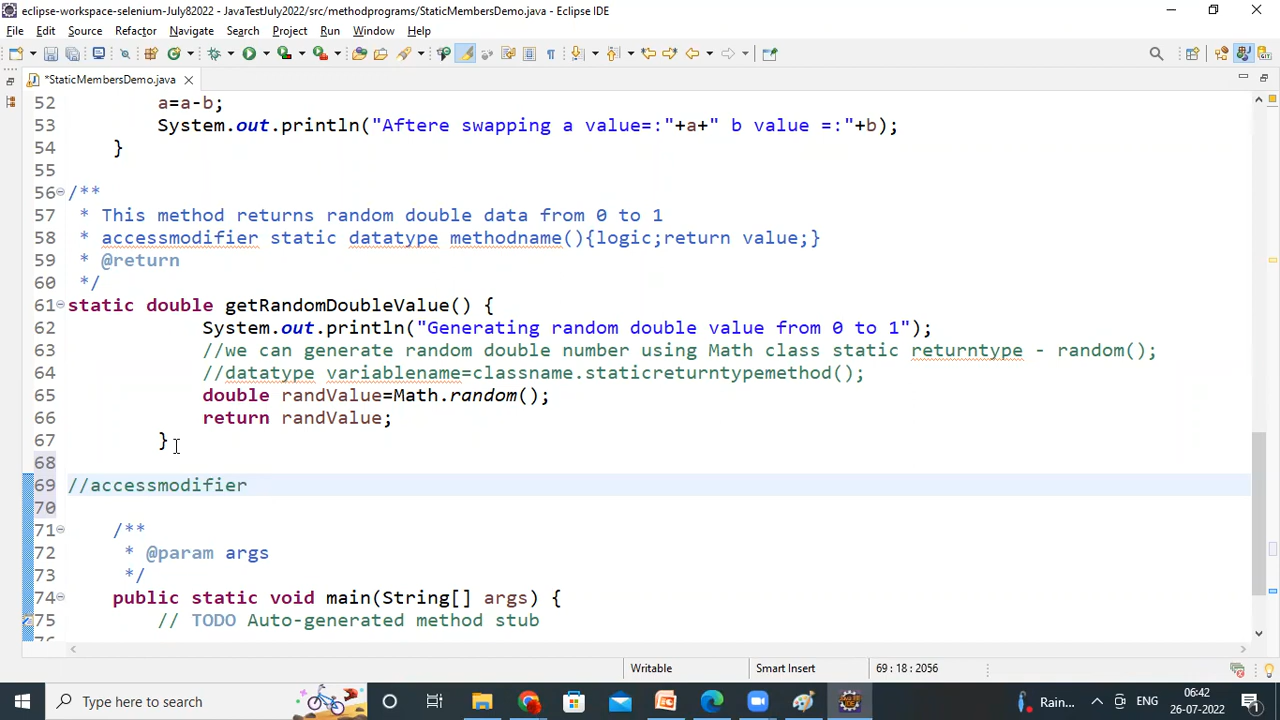 eclipse-workspace-selenium-July82022 - JavaTestJuly2022/src/methodprograms/StaticMembersDemo.java - Eclipse IDE
File Edit Source Refactor Navigate Search Project Run Window Help
*StaticMembersDemo.java
52 a=a-b;
53 System.out.println("Aftere swapping a value=:"+a+" b value =:"+b);
54 }
55
56 /**
57 * This method returns random double data from 0 to 1
58 * accessmodifier static datatype methodname(){logic;return value;}
59 * @return
60 */
61 static double getRandomDoubleValue() {
62 System.out.println("Generating random double value from 0 to 1");
63 //we can generate random double number using Math class static returntype - random();
64 //datatype variablename=classname.staticreturntypemethod();
65 double randValue=Math.random();
66 return randValue;
67 }
68
69 //accessmodifier
70
71 /**
72 * @param args
73 */
74 public static void main(String[] args) {
75 // TODO Auto-generated method stub
Writable Smart Insert 69 : 18 : 2056
Type here to search Rain... ENG 06:42
26-07-2022